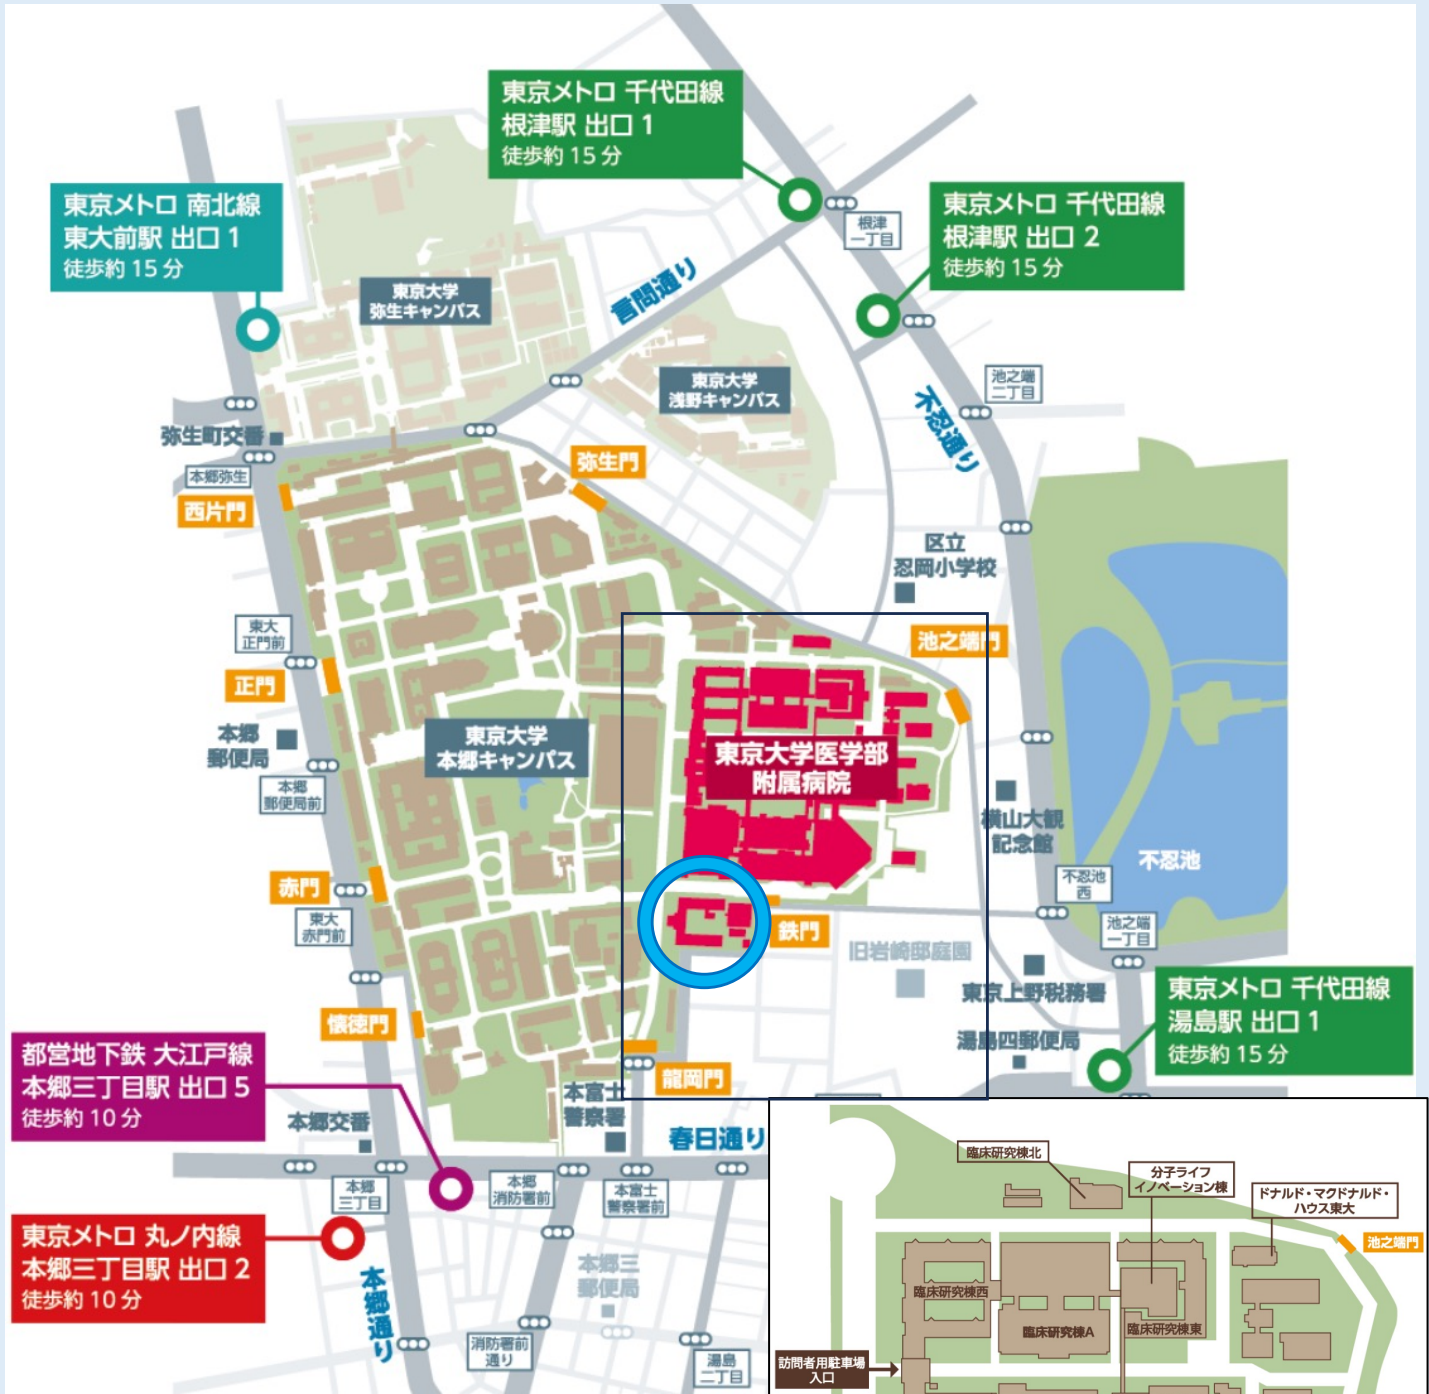 東京メトロ 千代田線
根津駅 出口 1
徒歩約 15 分
東京メトロ 南北線
東大前駅 出口 1
徒歩約 15 分
東京メトロ 千代田線
根津駅 出口 2
徒歩約 15 分
根津
一丁目
東京大学
弥生キャンパス
言問通り
東京大学
浅野キャンパス
池之端
二丁目
不忍通り
弥生町交番
本郷弥生
西片門
弥生門
区立
忍岡小学校
東大
正門前
正門
池之端門
本郷
郵便局
本郷
郵便局前
東京大学
本郷キャンパス
東京大学医学部
附属病院
横山大観
記念館
不忍池
不忍池
西
赤門
東大
赤門前
池之端
一丁目
鉄門
旧岩崎邸庭園
東京上野税務署
湯島四郵便局
東京メトロ 千代田線
湯島駅 出口 1
徒歩約 15 分
懐徳門
龍岡門
都営地下鉄 大江戸線
本郷三丁目駅 出口 5
徒歩約 10 分
本富士
警察署
本郷交番
春日通り
本郷
三丁目
本郷
消防署前
本富士
警察署前
東京メトロ 丸ノ内線
本郷三丁目駅 出口 2
徒歩約 10 分
本郷通り
本郷三
郵便局
消防署前
通り
湯島
二丁目
臨床研究棟北
分子ライフ
イノベーション棟
ドナルド・マクドナルド・
ハウス東大
池之端門
臨床研究棟西
臨床研究棟A
臨床研究棟東
訪問者用駐車場
入口